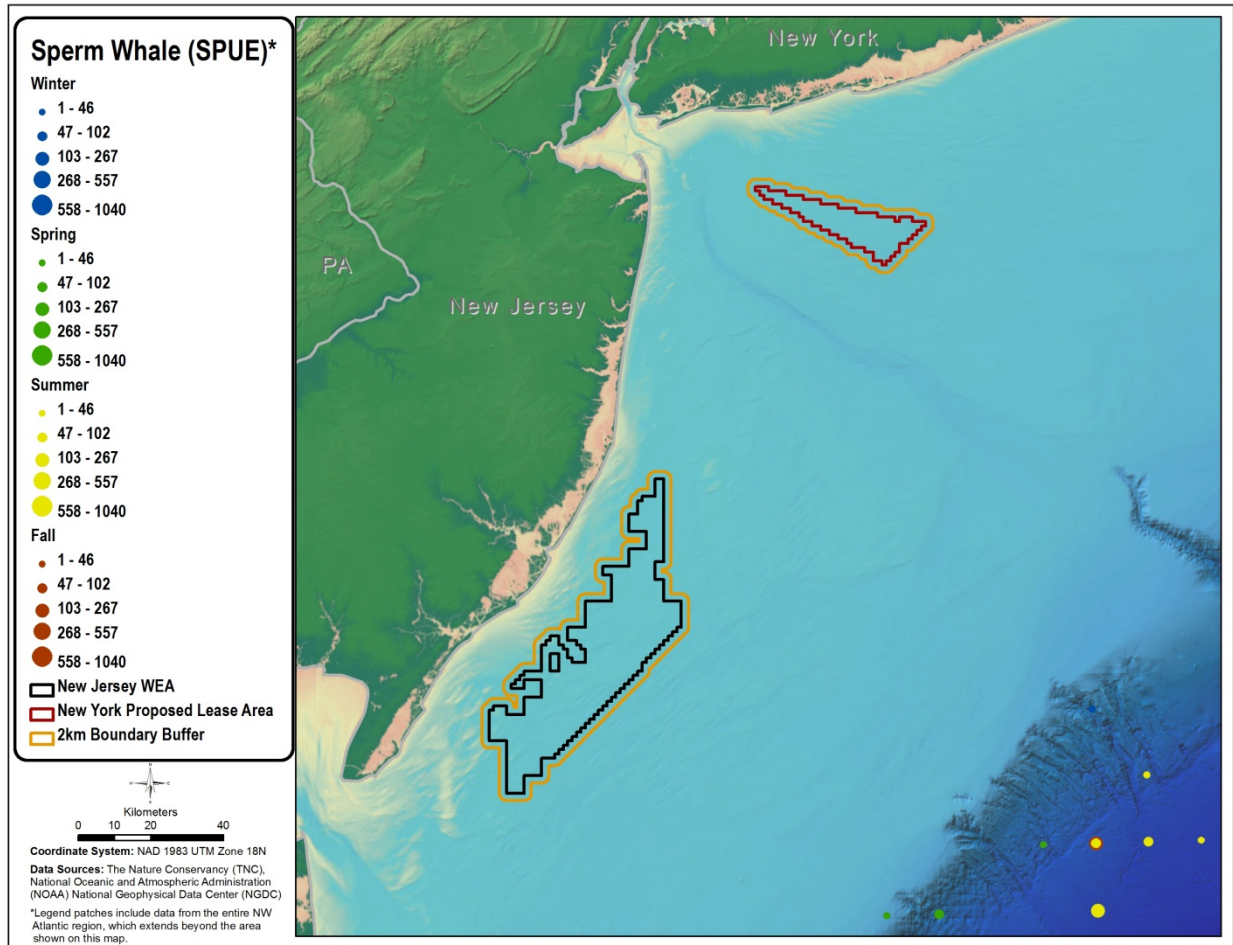 Sperm Whale (SPUE)*
Winter
1 - 46
47 - 102
103 - 267
268 - 557
558 - 1040
Spring
1 - 46
47 - 102
103 - 267
268 - 557
558 - 1040
Summer
1 - 46
47 - 102
103 - 267
268 - 557
558 - 1040
Fall
1 - 46
47 - 102
103 - 267
268 - 557
558 - 1040
New Jersey WEA
New York Proposed Lease Area
2km Boundary Buffer
N
Kilometers
0 10 20 40
Coordinate System: NAD 1983 UTM Zone 18N
Data Sources: The Nature Conservancy (TNC),
National Oceanic and Atmospheric Administration
(NOAA) National Geophysical Data Center (NGDC)
*Legend patches include data from the entire NW
Atlantic region, which extends beyond the area
shown on this map.
New York
PA
New Jersey